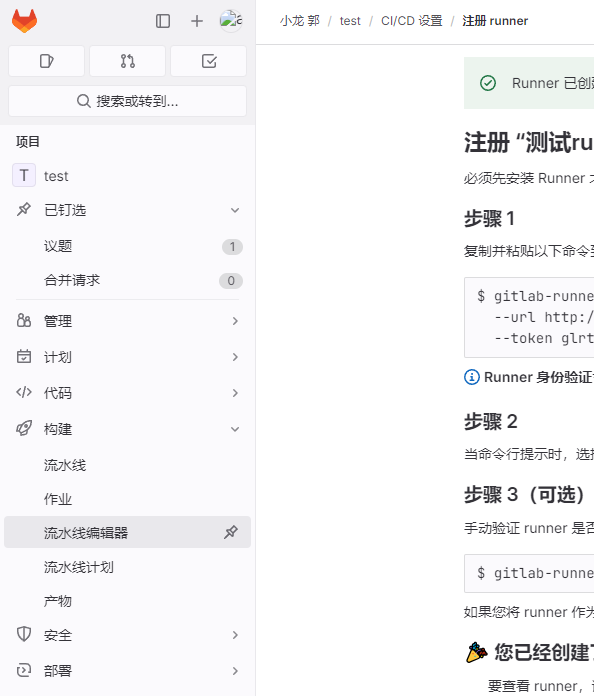 搜索或转到...
项目
T test
已钉选
议题 1
合并请求 0
管理
计划
代码
构建
流水线
作业
流水线编辑器
流水线计划
产物
安全
部署
小龙 郭 / test / CI/CD 设置 / 注册 runner
Runner 已创
注册 “测试ru
必须先安装 Runner
步骤 1
复制并粘贴以下命令
$ gitlab-runne
--url http:/
--token glrt
Runner 身份验证
步骤 2
当命令行提示时，选
步骤 3（可选）
手动验证 runner 是否
$ gitlab-runne
如果您将 runner 作为
您已经创建了
要查看 runner，